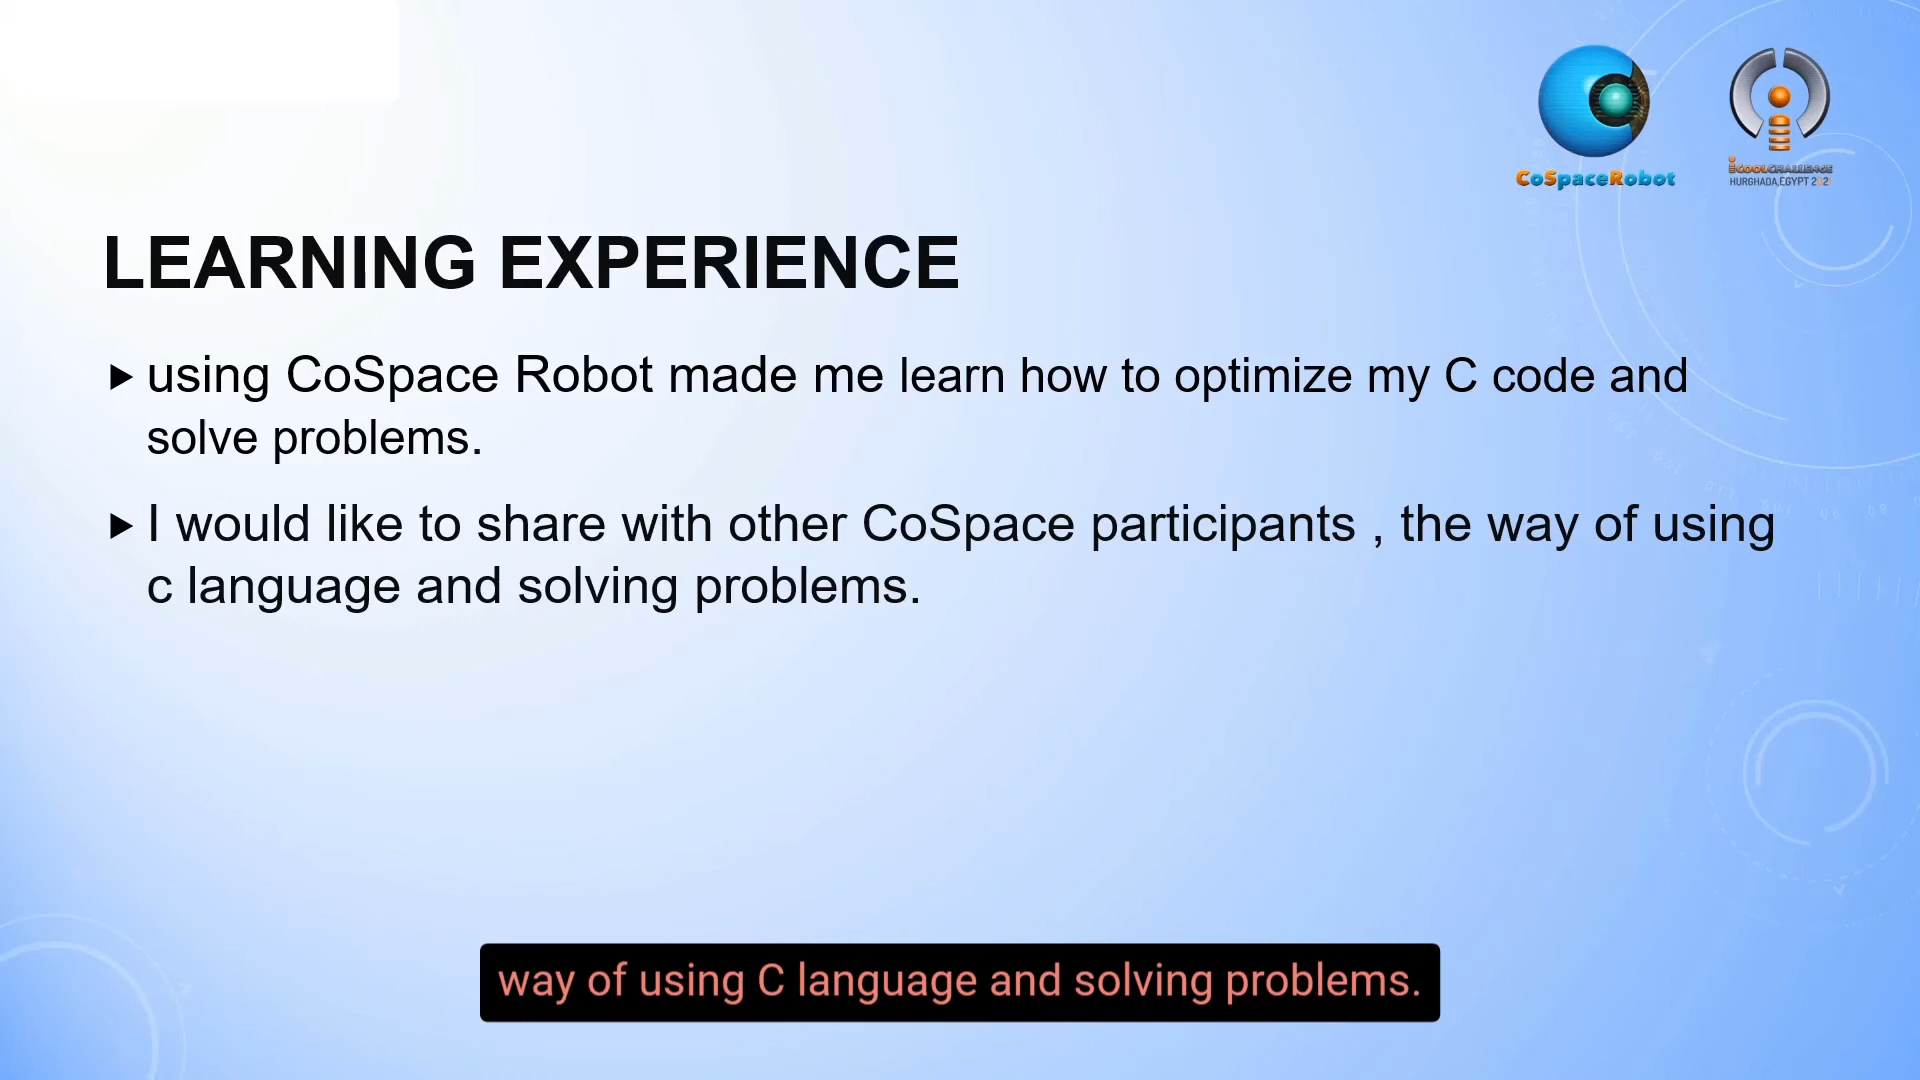 CoSpaceRobot
iCOOLCHALLENGE
HURGHADA,EGYPT 2021
LEARNING EXPERIENCE
using CoSpace Robot made me learn how to optimize my C code and
solve problems.
I would like to share with other CoSpace participants , the way of using
c language and solving problems.
way of using C language and solving problems.